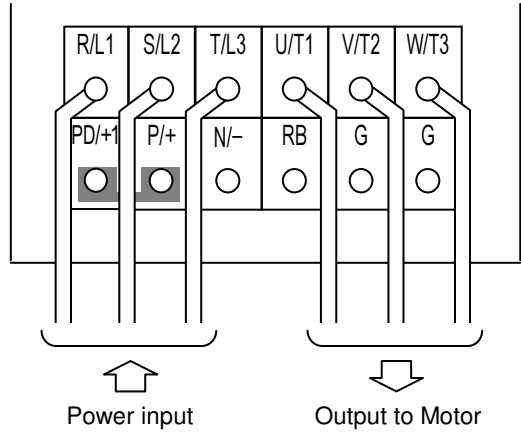 R/L1 S/L2 T/L3 U/T1 V/T2 W/T3
PD/+1 P/+ N/– RB G G
Power input Output to Motor